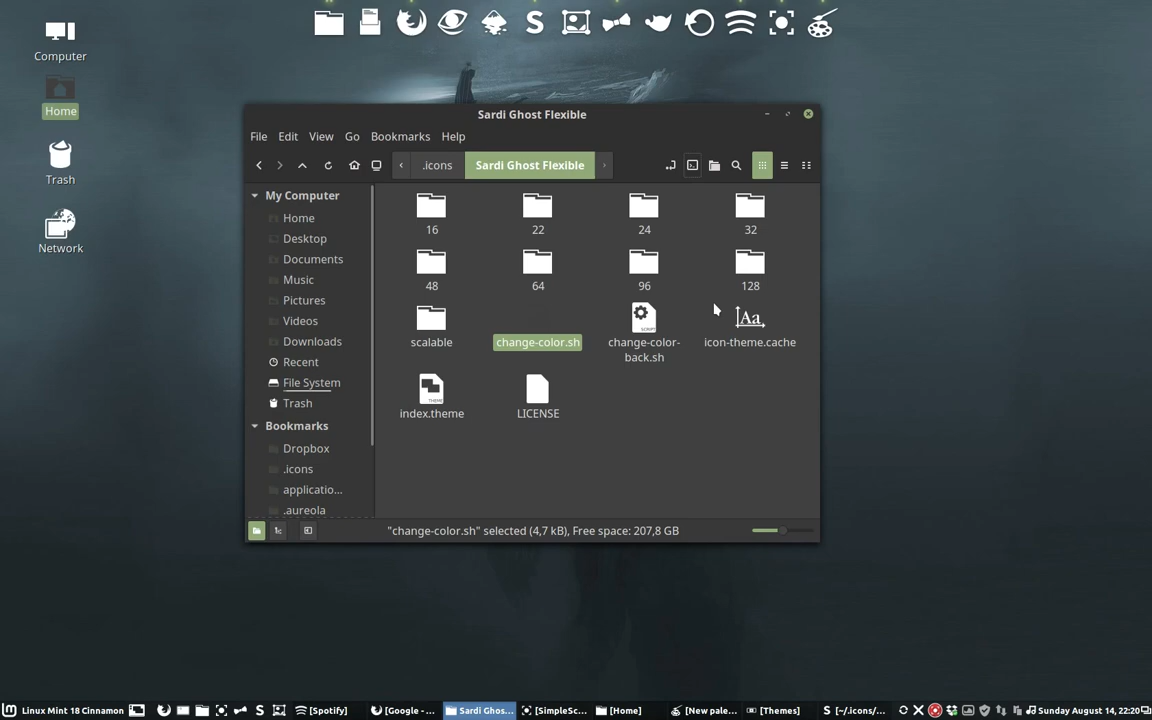 Computer
Home
Trash
Network
Sardi Ghost Flexible
File Edit View Go Bookmarks Help
.icons Sardi Ghost Flexible
My Computer
Home
Desktop
Documents
Music
Pictures
Videos
Downloads
Recent
File System
Trash
Bookmarks
Dropbox
.icons
applicatio...
.aureola
16 22 24 32
48 64 96 128
scalable change-color.sh change-color-back.sh icon-theme.cache
index.theme LICENSE
"change-color.sh" selected (4,7 kB), Free space: 207,8 GB
Linux Mint 18 Cinnamon [Spotify] [Google - ... Sardi Ghos... [SimpleSc... [Home] [New pale... [Themes] [~/.icons/... Sunday August 14, 22:20